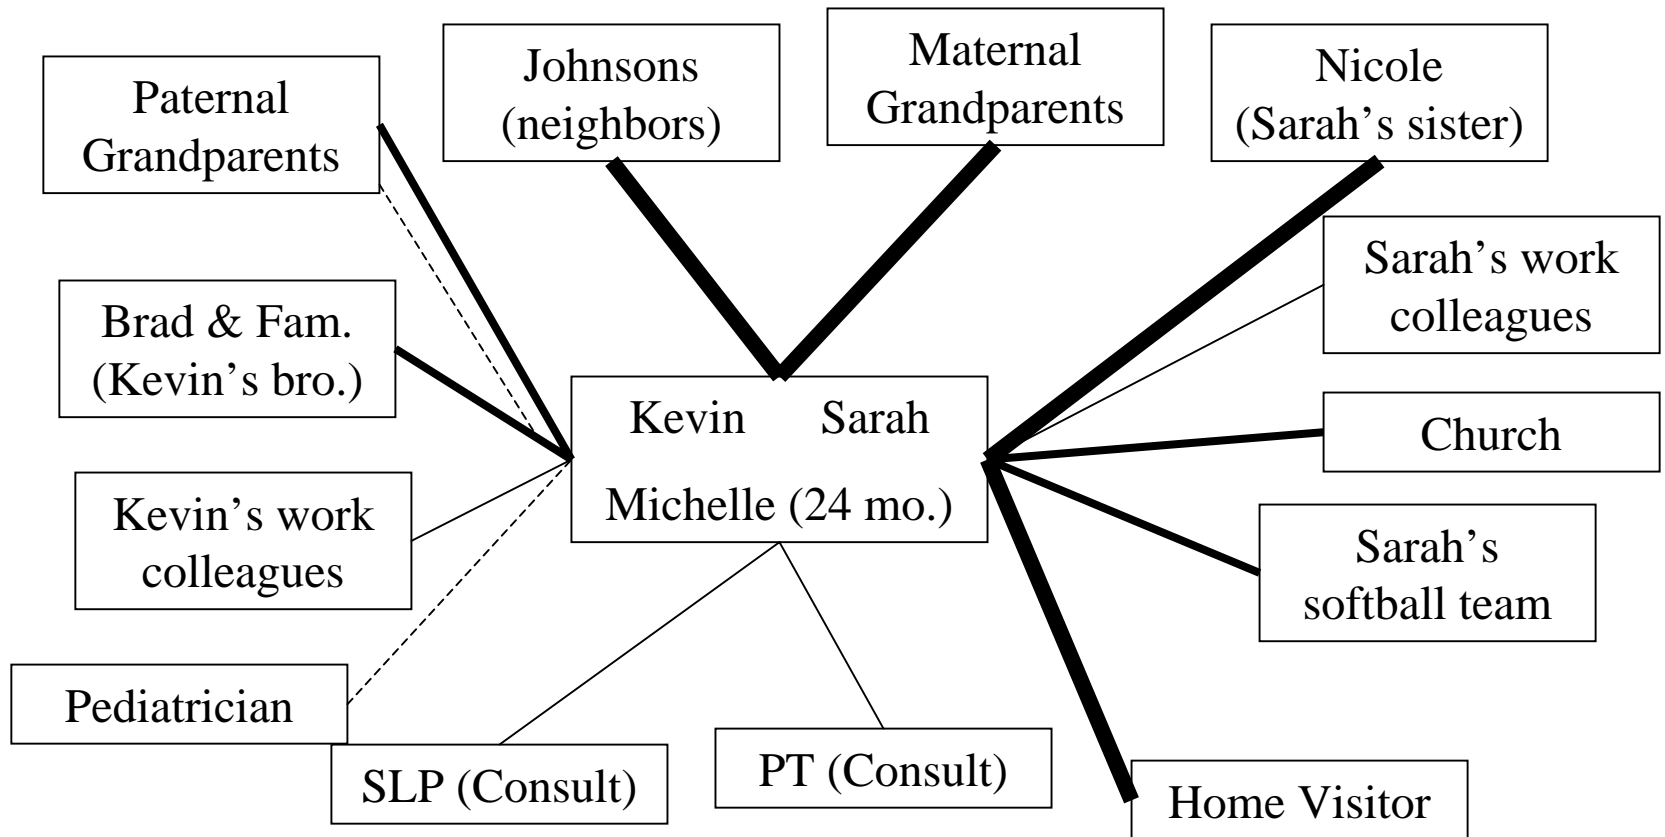 Paternal
Grandparents
Johnsons
(neighbors)
Maternal
Grandparents
Nicole
(Sarah’s sister)
Brad & Fam.
(Kevin’s bro.)
Sarah’s work
colleagues
Kevin Sarah
Michelle (24 mo.)
Church
Kevin’s work
colleagues
Sarah’s
softball team
Pediatrician
SLP (Consult)
PT (Consult)
Home Visitor